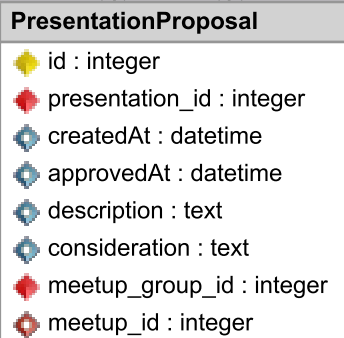 PresentationProposal
id : integer
presentation_id : integer
createdAt : datetime
approvedAt : datetime
description : text
consideration : text
meetup_group_id : integer
meetup_id : integer